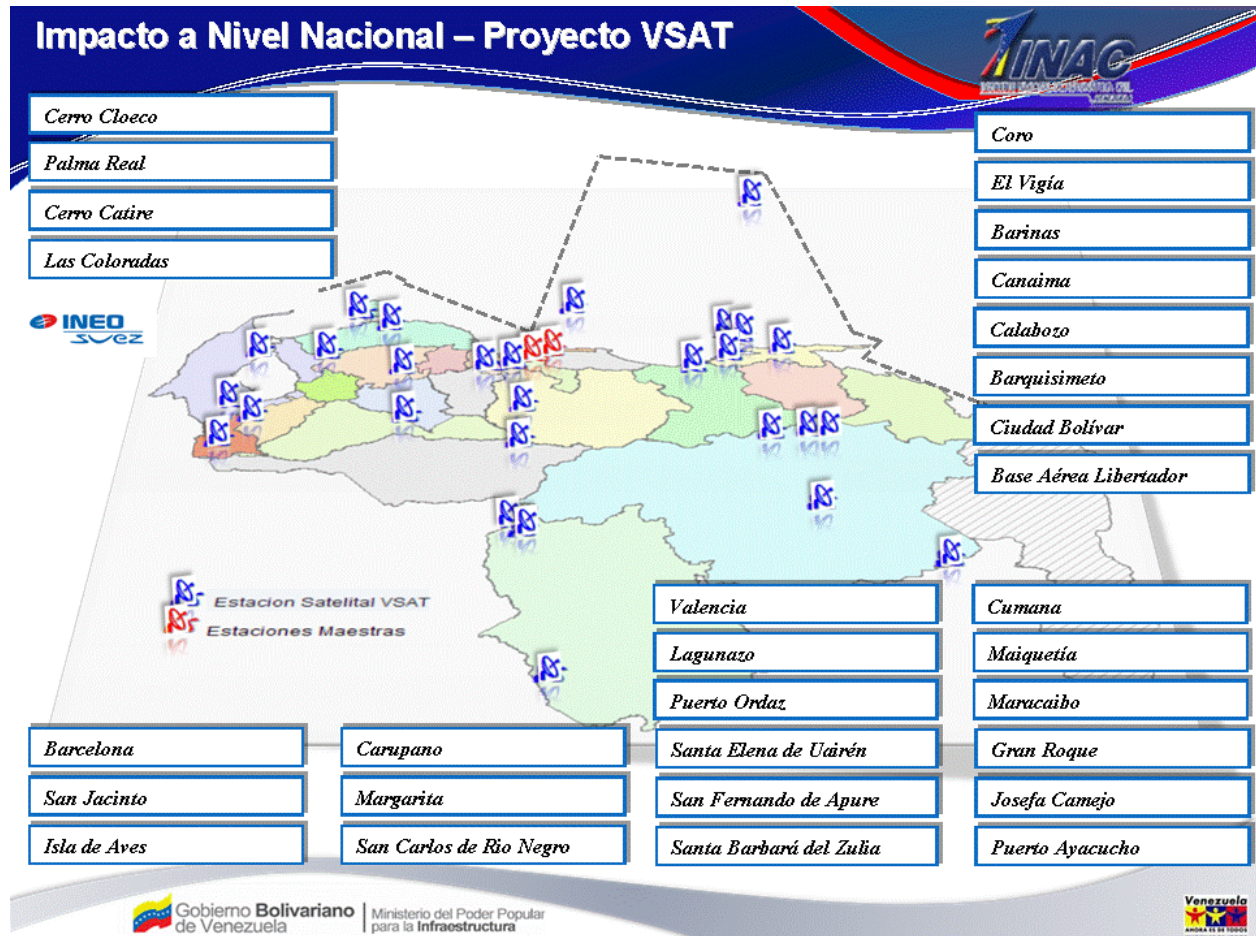 Impacto a Nivel Nacional – Proyecto VSAT
INAC
Cerro Cloeco
Palma Real
Cerro Catire
Las Coloradas
INEO
SUEZ
Coro
El Vigía
Barinas
Canaima
Calabozo
Barquisimeto
Ciudad Bolívar
Base Aérea Libertador
Estacion Satelital VSAT
Estaciones Maestras
Valencia
Lagunazo
Puerto Ordaz
Santa Elena de Uairén
San Fernando de Apure
Santa Barbará del Zulia
Cumana
Maiquetía
Maracaibo
Gran Roque
Josefa Camejo
Puerto Ayacucho
Barcelona
San Jacinto
Isla de Aves
Carupano
Margarita
San Carlos de Rio Negro
Gobierno Bolivariano
de Venezuela
Ministerio del Poder Popular
para la Infraestructura
Venezuela
AHORA ES DE TODOS